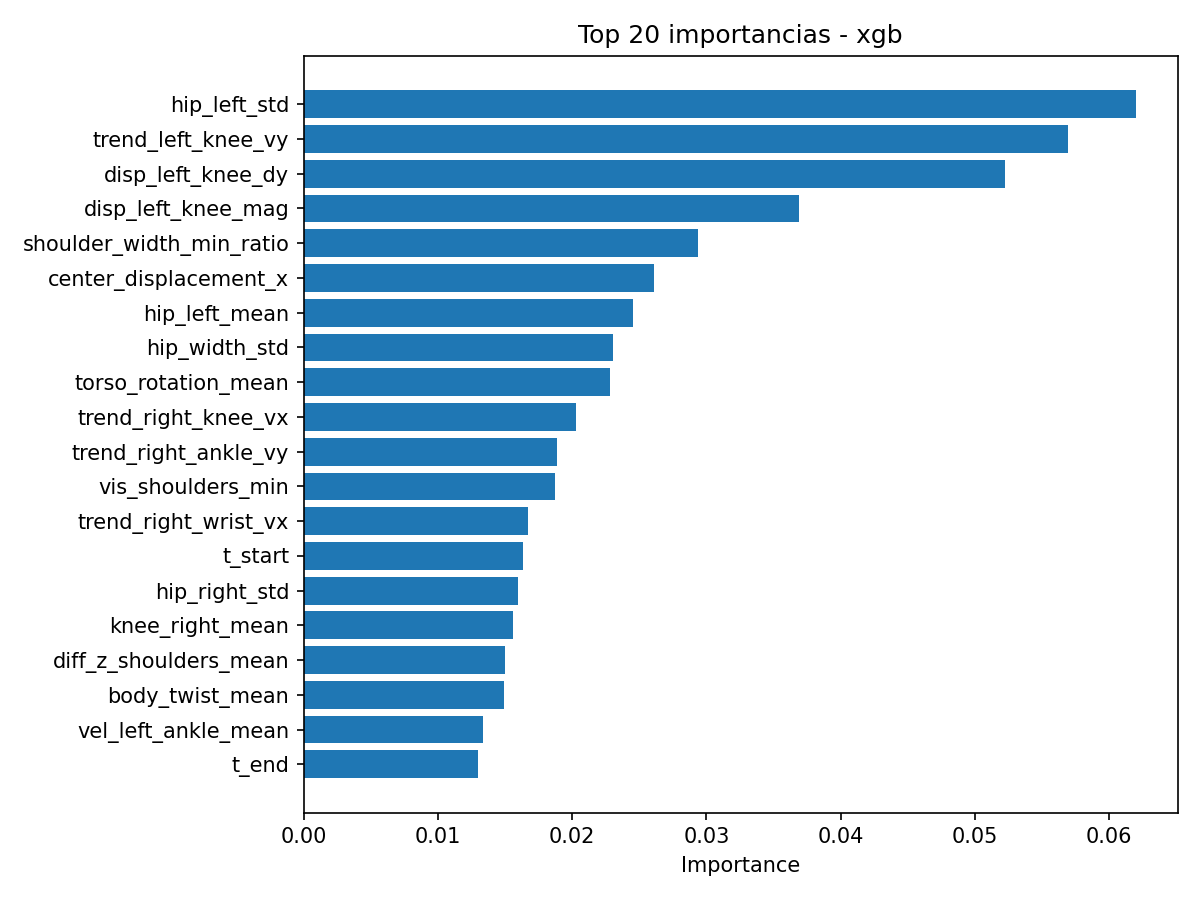 Top 20 importancias - xgb
hip_left_std
trend_left_knee_vy
disp_left_knee_dy
disp_left_knee_mag
shoulder_width_min_ratio
center_displacement_x
hip_left_mean
hip_width_std
torso_rotation_mean
trend_right_knee_vx
trend_right_ankle_vy
vis_shoulders_min
trend_right_wrist_vx
t_start
hip_right_std
knee_right_mean
diff_z_shoulders_mean
body_twist_mean
vel_left_ankle_mean
t_end
0.00 0.01 0.02 0.03 0.04 0.05 0.06
Importance